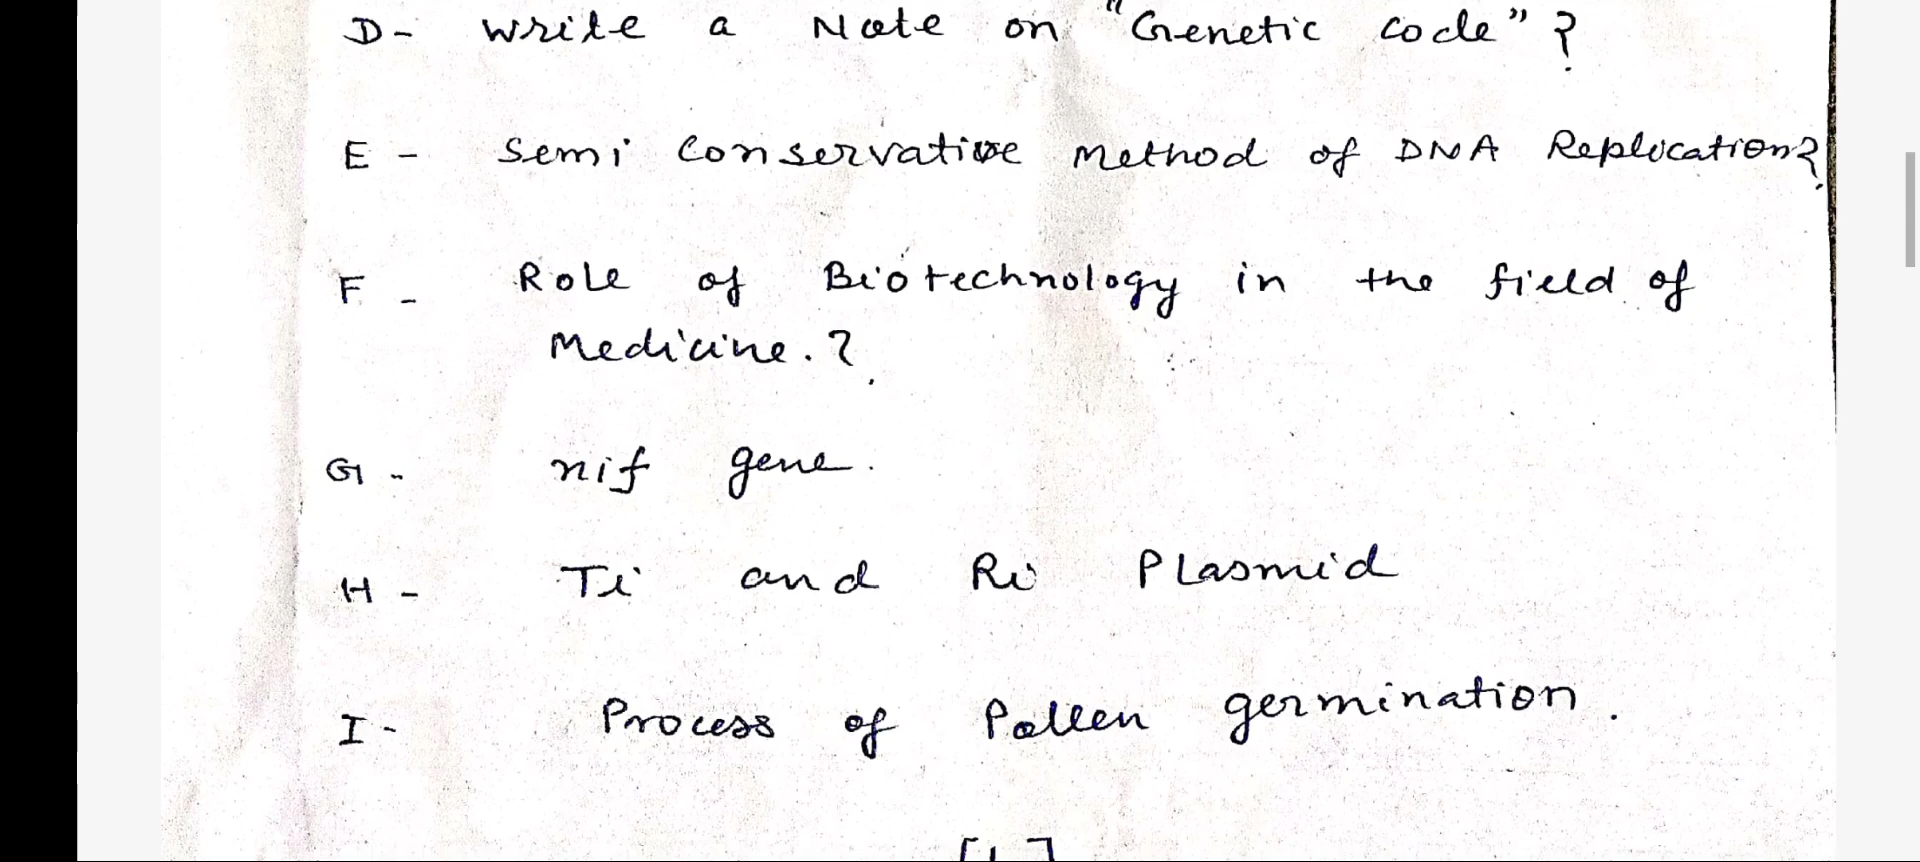 D- Write a Note on "Genetic code" ?
E - Semi Conservative Method of DNA Replication?
F - Role of Biotechnology in the field of
Medicine. ?
G - nif gene.
H - Ti and Ri Plasmid
I - Process of Pollen germination.